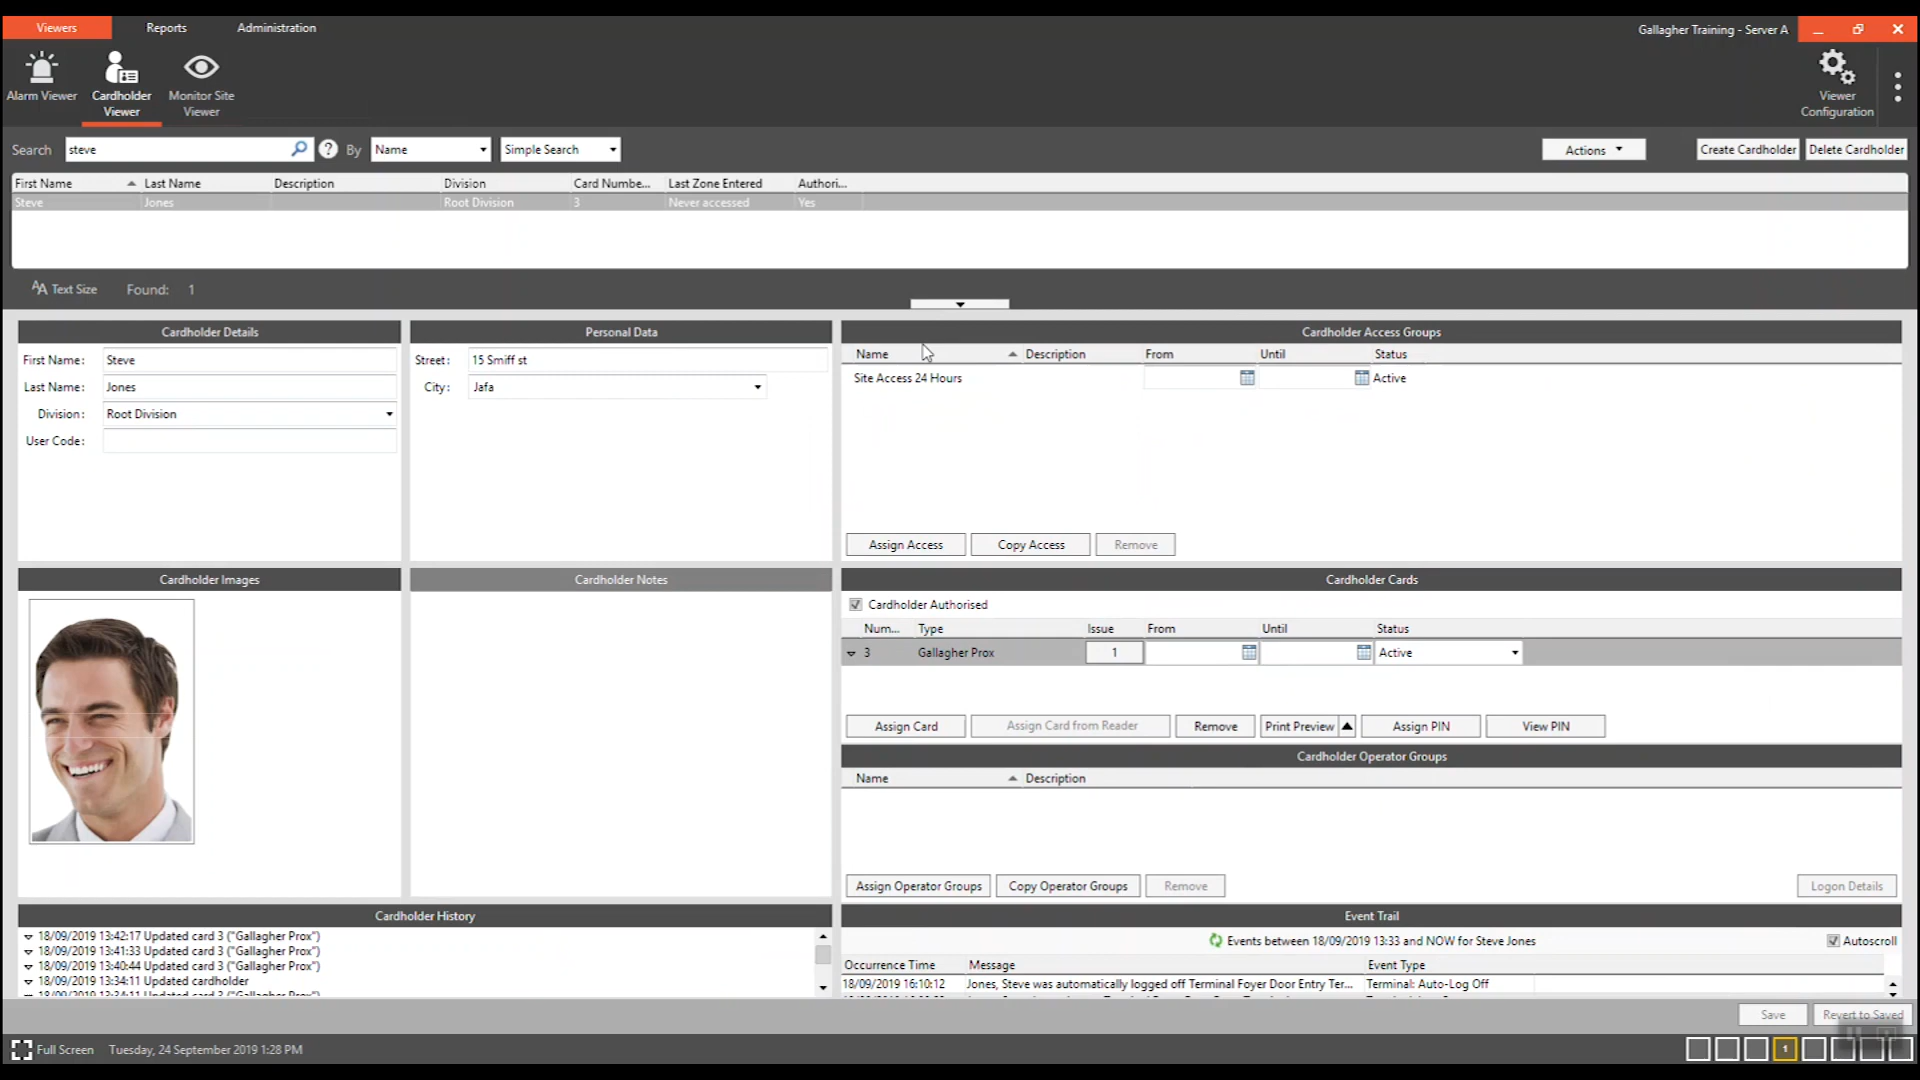 Viewers Reports Administration Gallagher Training - Server A
Alarm Viewer Cardholder Viewer Monitor Site Viewer Viewer Configuration
Search steve ? By Name Simple Search Actions Create Cardholder Delete Cardholder
First Name Last Name Description Division Card Numbe... Last Zone Entered Authori...
Steve Jones Root Division 3 Never accessed Yes
AA Text Size Found: 1
Cardholder Details
First Name: Steve
Last Name: Jones
Division: Root Division
User Code:
Personal Data
Street: 15 Smiff st
City: Jafa
Cardholder Access Groups
Name Description From Until Status
Site Access 24 Hours Active
Assign Access Copy Access Remove
Cardholder Images
Cardholder Notes
Cardholder Cards
Cardholder Authorised
Num... Type Issue From Until Status
3 Gallagher Prox 1 Active
Assign Card Assign Card from Reader Remove Print Preview Assign PIN View PIN
Cardholder Operator Groups
Name Description
Assign Operator Groups Copy Operator Groups Remove Logon Details
Cardholder History
18/09/2019 13:42:17 Updated card 3 ("Gallagher Prox")
18/09/2019 13:41:33 Updated card 3 ("Gallagher Prox")
18/09/2019 13:40:44 Updated card 3 ("Gallagher Prox")
18/09/2019 13:34:11 Updated cardholder
18/09/2019 13:34:11 Updated card 3 ("Gallagher Prox")
Event Trail
Events between 18/09/2019 13:33 and NOW for Steve Jones Autoscroll
Occurrence Time Message Event Type
18/09/2019 16:10:12 Jones, Steve was automatically logged off Terminal Foyer Door Entry Ter... Terminal: Auto-Log Off
Save Revert to Saved
Full Screen Tuesday, 24 September 2019 1:28 PM 1